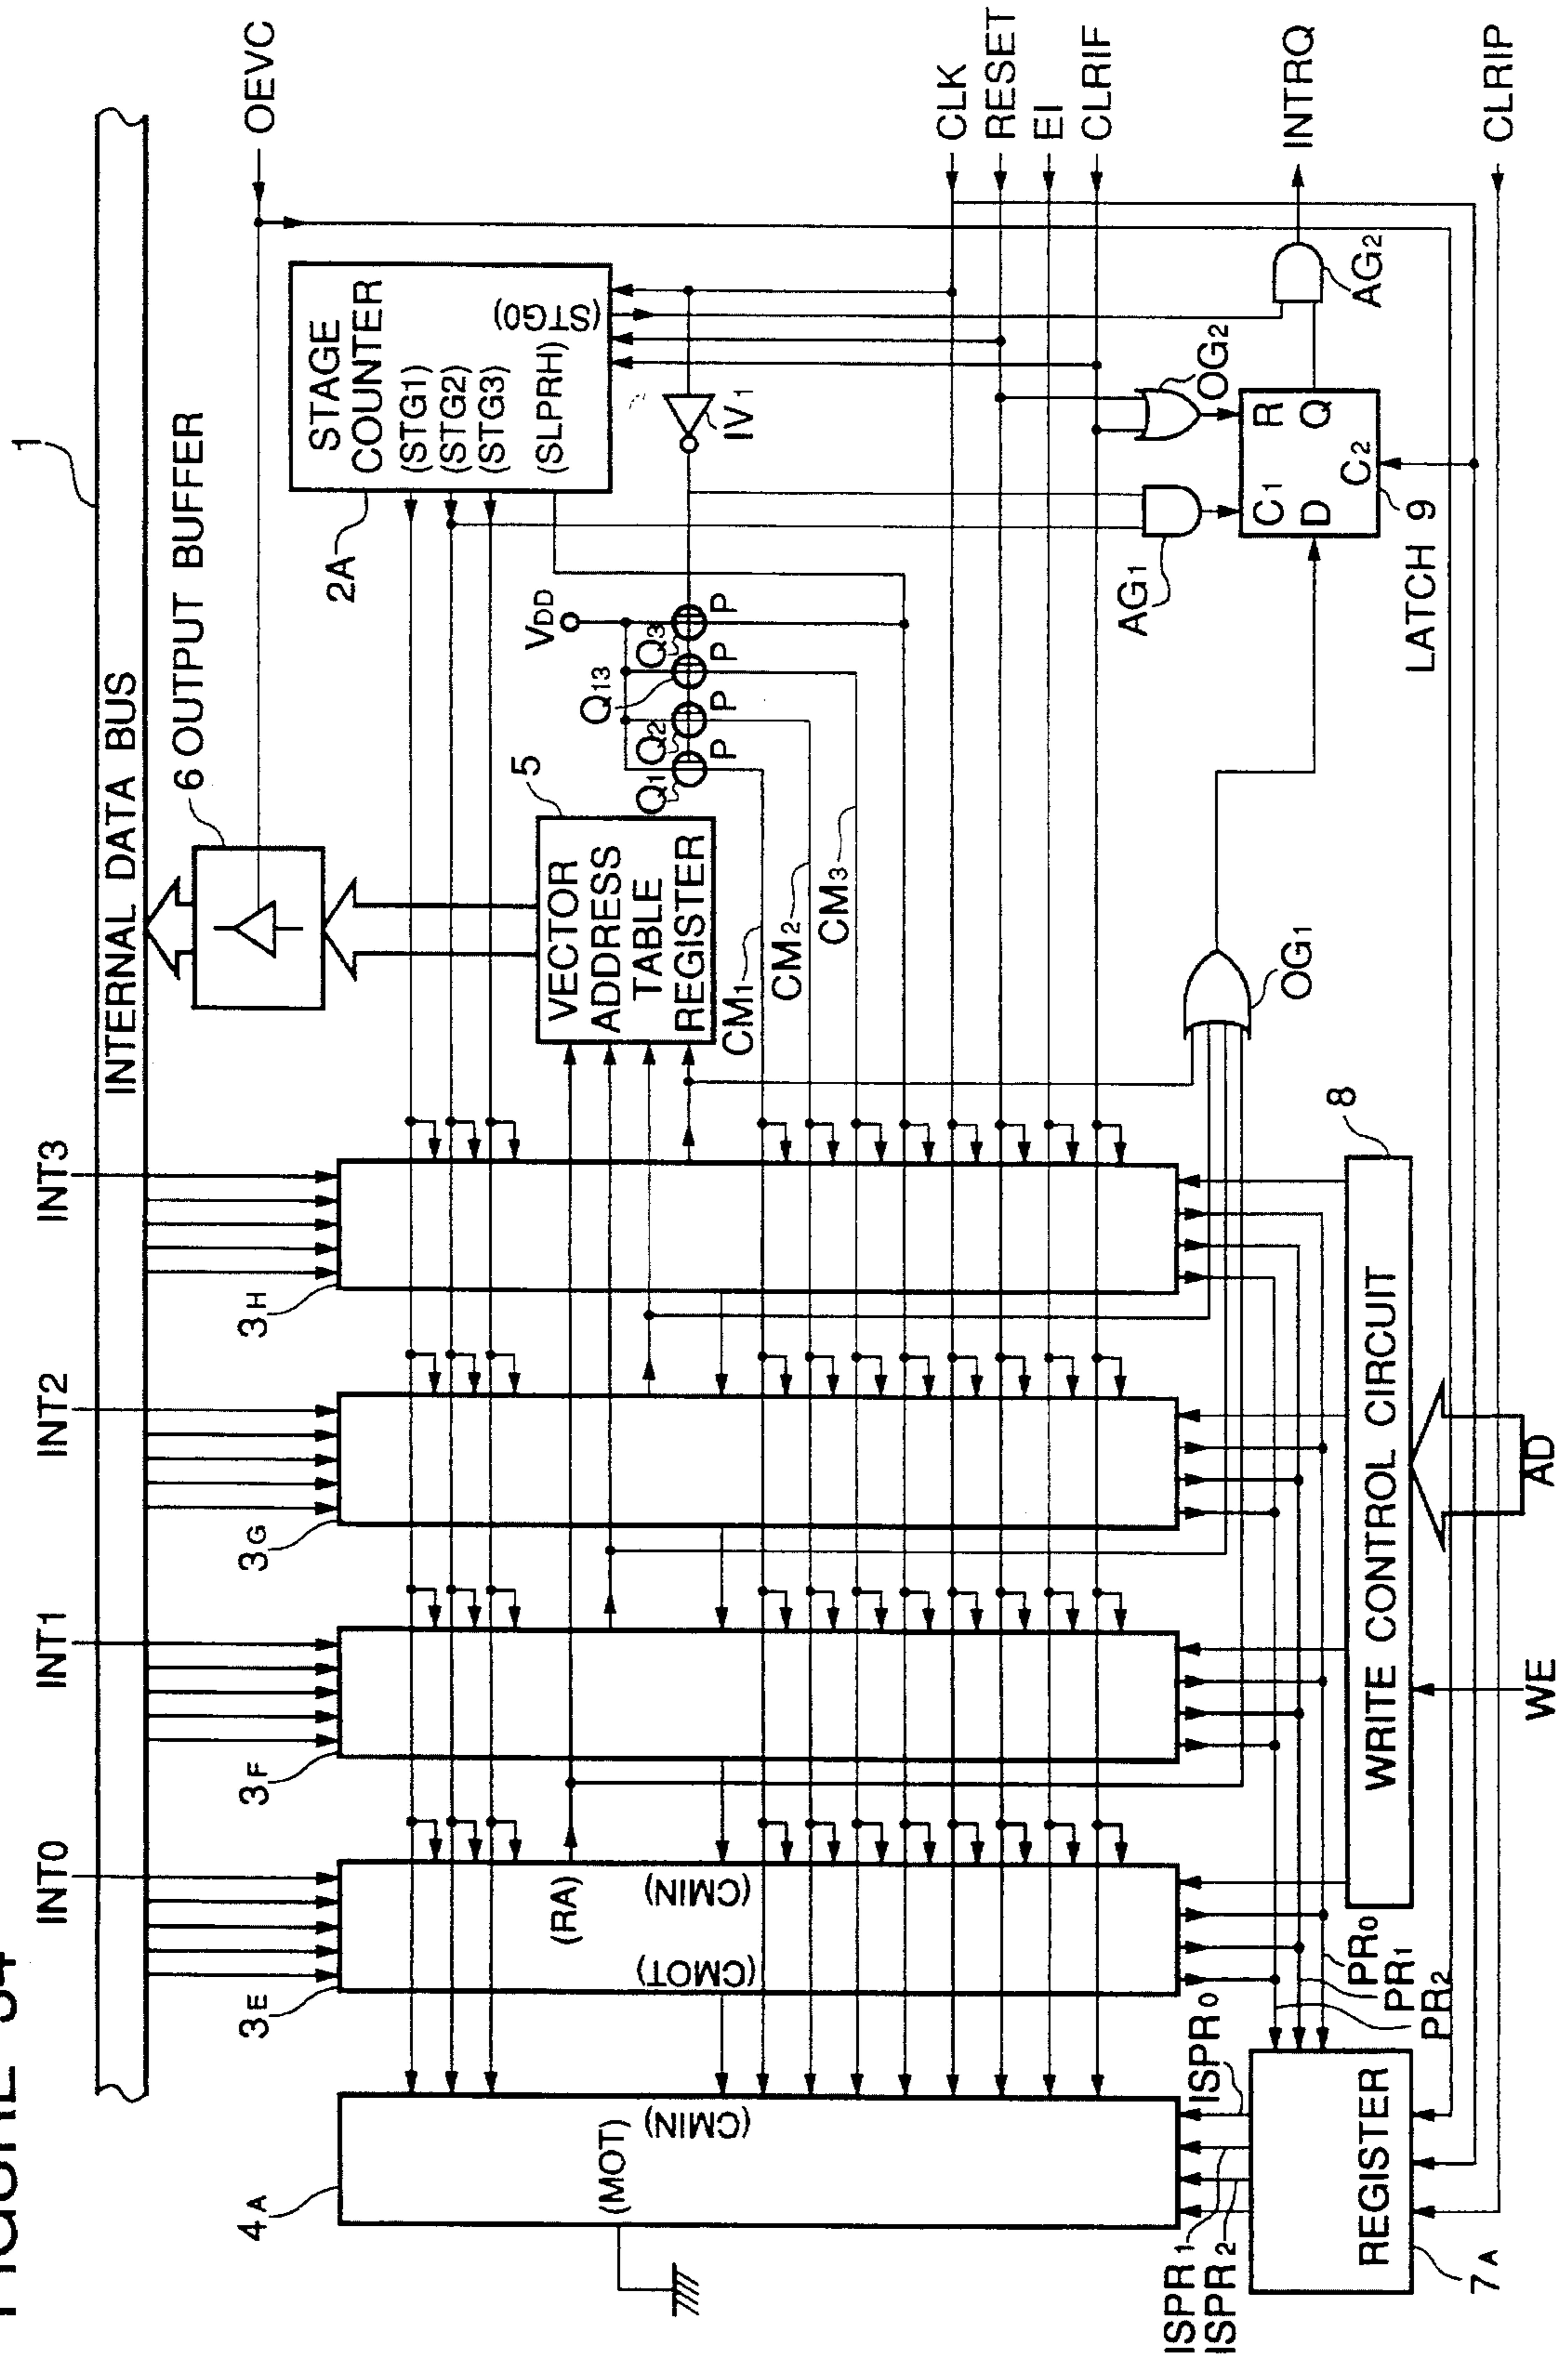 FIGURE 34
1
INTERNAL DATA BUS
INT0
INT1
INT2
INT3
6 OUTPUT BUFFER
OEVC
STAGE
COUNTER
(STG1)
(STG2)
(STG3)
(SLPRH)
(STG0)
2A
VDD
Q1
Q2
Q13
Q3
P
P
P
P
IV1
5
VECTOR
ADDRESS
TABLE
REGISTER
CM1
CM2
CM3
4A
(MOT)
(CMIN)
3E
(CMOT)
(RA)
(CMIN)
3F
3G
3H
CLK
RESET
EI
CLRIF
INTRQ
CLRIP
AG1
OG2
AG2
C1
R
D
Q
C2
LATCH 9
OG1
8
WRITE CONTROL CIRCUIT
WE
AD
ISPR0
ISPR1
ISPR2
PR0
PR1
PR2
REGISTER
7A